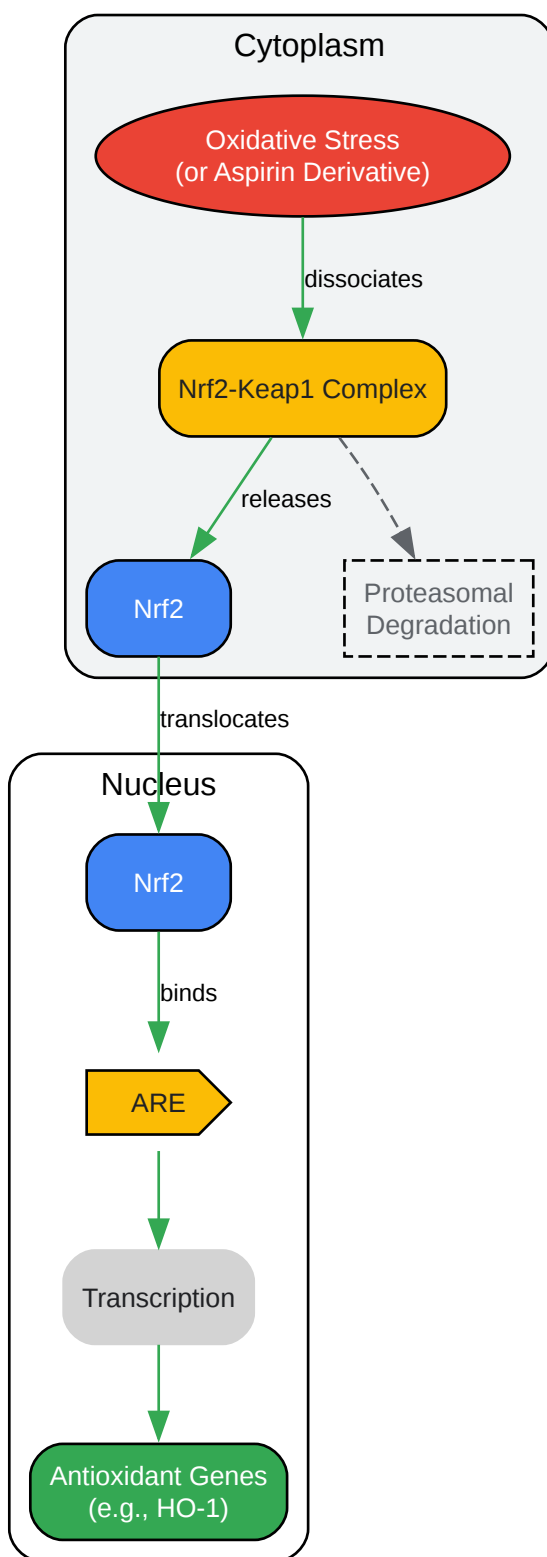 Cytoplasm
Oxidative Stress
(or Aspirin Derivative)
dissociates
Nrf2-Keap1 Complex
releases
Nrf2
Proteasomal
Degradation
translocates
Nucleus
Nrf2
binds
ARE
Transcription
Antioxidant Genes
(e.g., HO-1)